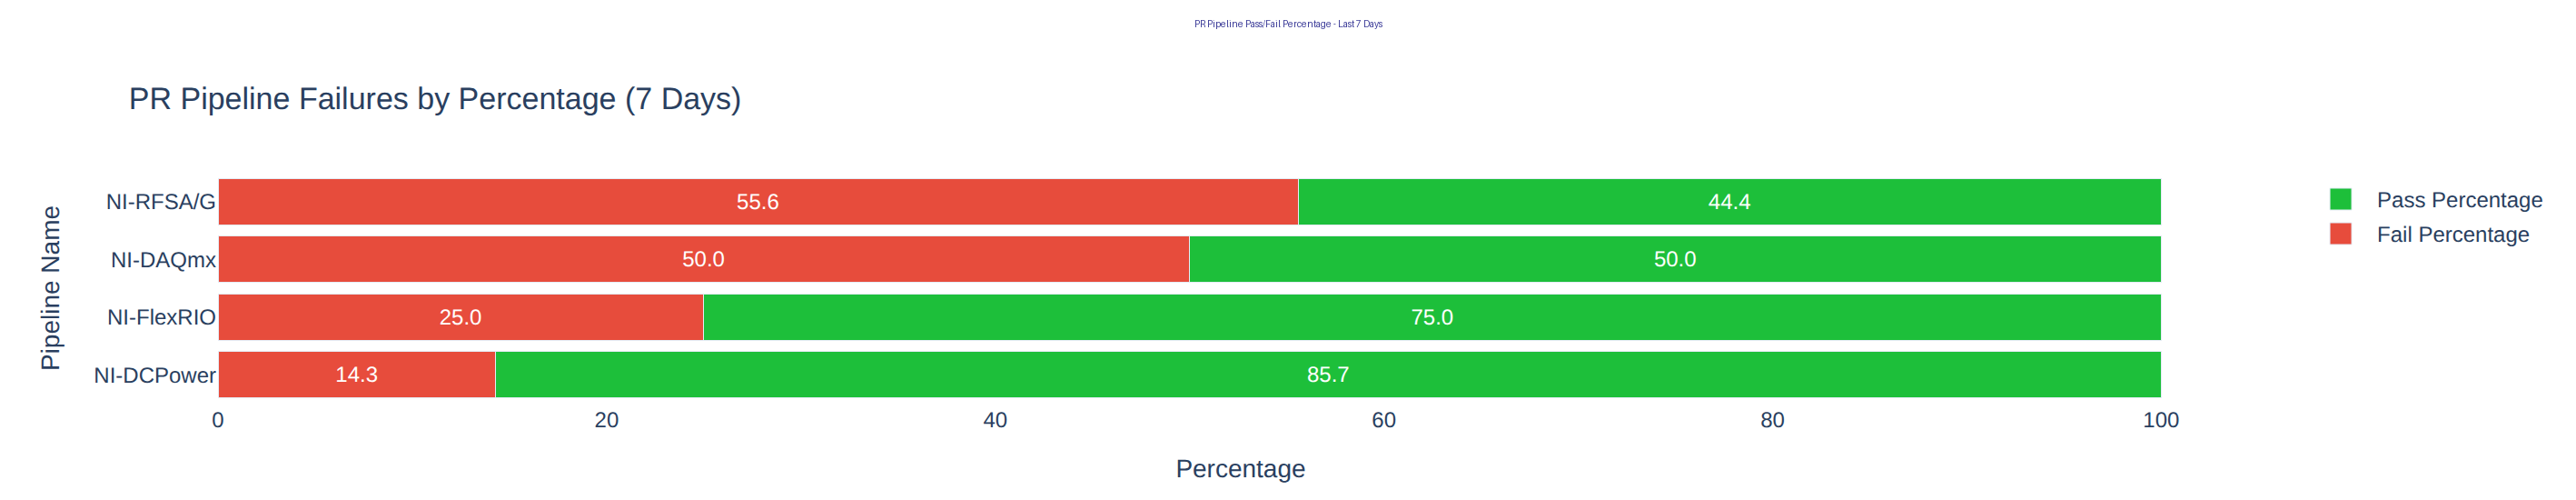 PR Pipeline Pass/Fail Percentage - Last 7 Days
PR Pipeline Failures by Percentage (7 Days)
Pipeline Name
NI-RFSA/G 55.6 44.4
NI-DAQmx 50.0 50.0
NI-FlexRIO 25.0 75.0
NI-DCPower 14.3 85.7
0 20 40 60 80 100
Percentage
Pass Percentage
Fail Percentage